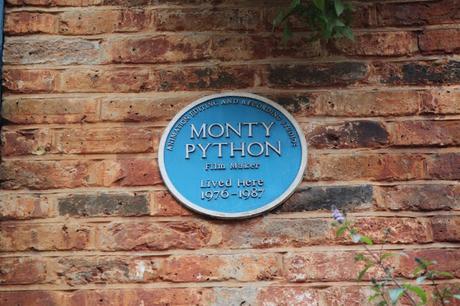 ANIMATION, EDITING AND RECORDING STUDIOS
MONTY
PYTHON
Film Maker
Lived Here
1976-1987